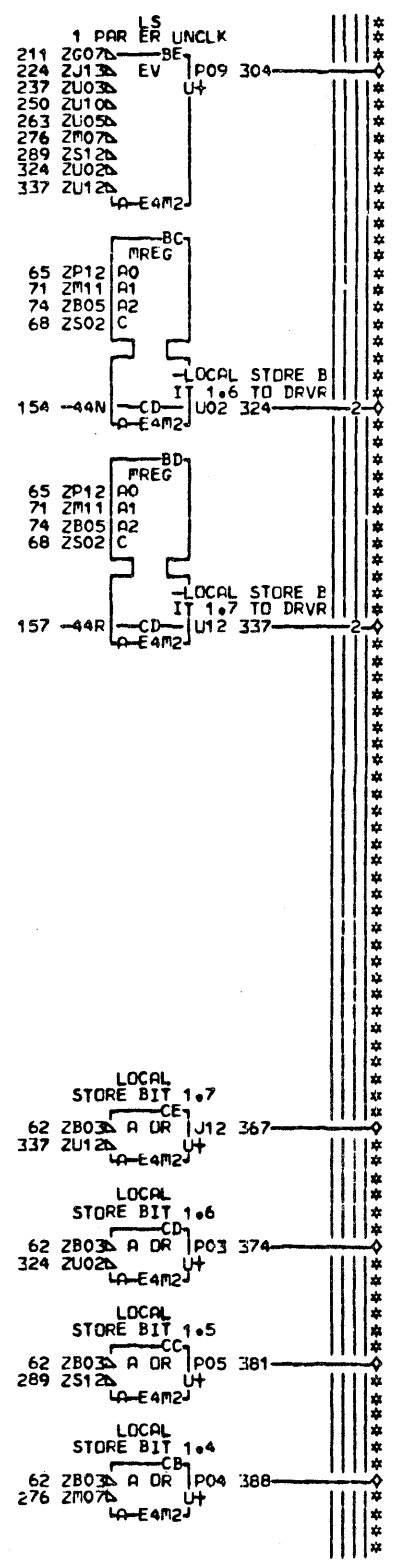 LS
1 PAR ER UNCLK
211 ZG07 BE
224 ZJ13 EV P09 304
237 ZU03 U+
250 ZU10
263 ZU05
276 ZM07
289 ZS12
324 ZU02
337 ZU12
A-E4M2
BC
MREG
65 ZP12 A0
71 ZM11 A1
74 ZB05 A2
68 ZS02 C
-LOCAL STORE B
IT 1.6 TO DRVR
154 -44N CD U02 324 2
A-E4M2
BD
MREG
65 ZP12 A0
71 ZM11 A1
74 ZB05 A2
68 ZS02 C
-LOCAL STORE B
IT 1.7 TO DRVR
157 -44R CD U12 337 2
A-E4M2
LOCAL
STORE BIT 1.7
CE
62 ZB03 A OR J12 367
337 ZU12 U+
A-E4M2
LOCAL
STORE BIT 1.6
CD
62 ZB03 A OR P03 374
324 ZU02 U+
A-E4M2
LOCAL
STORE BIT 1.5
CC
62 ZB03 A OR P05 381
289 ZS12 U+
A-E4M2
LOCAL
STORE BIT 1.4
CB
62 ZB03 A OR P04 388
276 ZM07 U+
A-E4M2